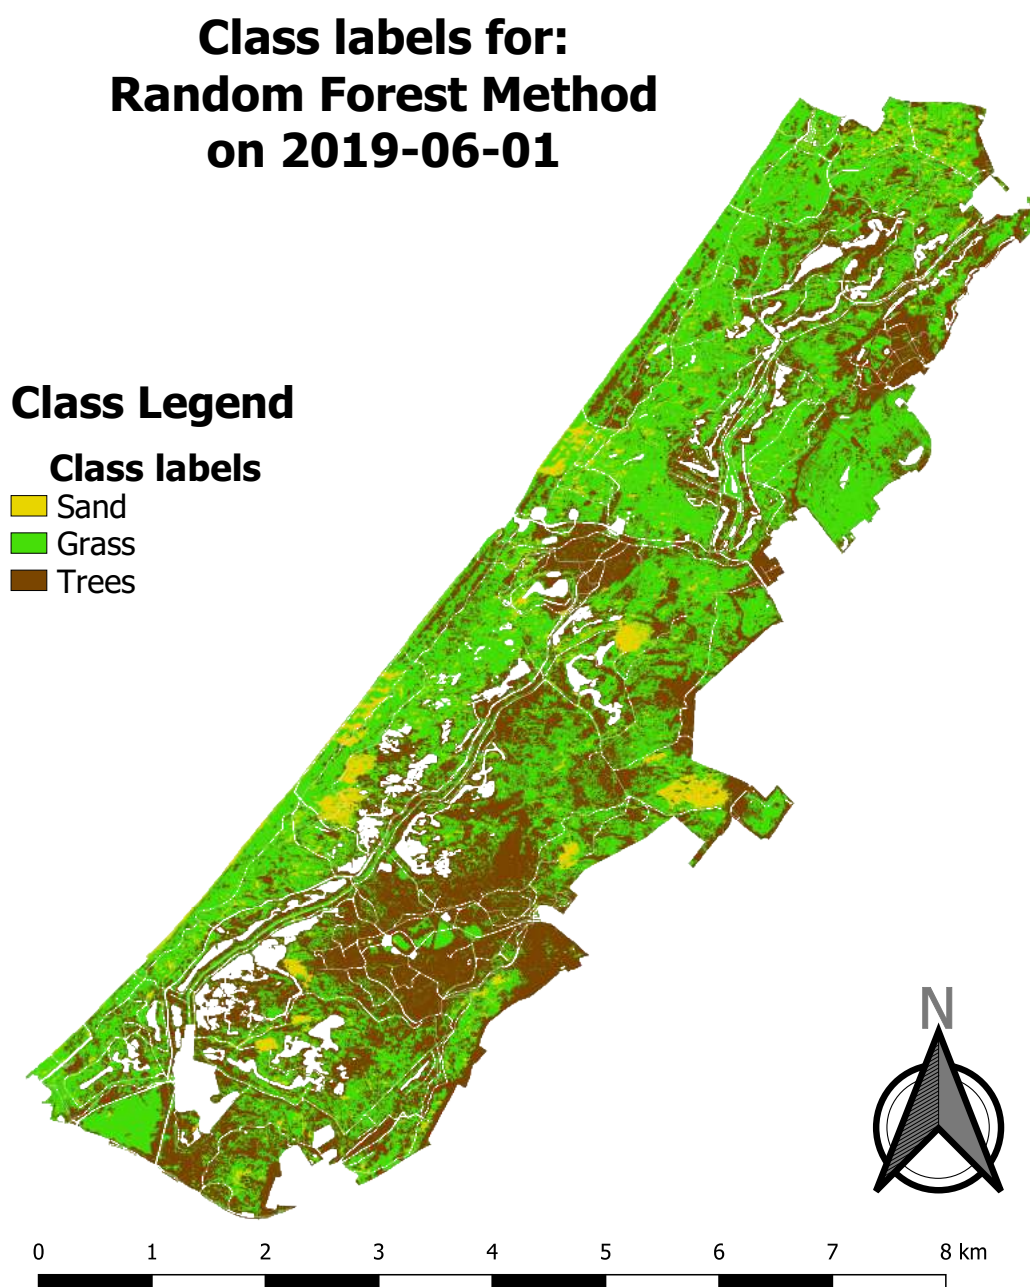 Class labels for:
Random Forest Method
on 2019-06-01
Class Legend
Class labels
Sand
Grass
Trees
N
0 1 2 3 4 5 6 7 8 km